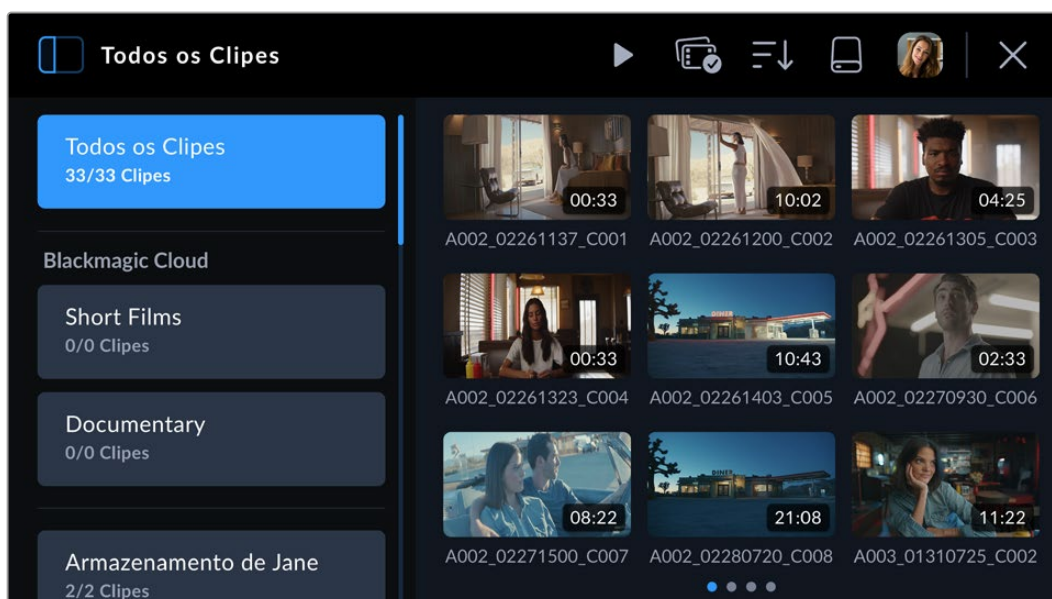 Todos os Clipes
Todos os Clipes
33/33 Clipes
Blackmagic Cloud
Short Films
0/0 Clipes
Documentary
0/0 Clipes
Armazenamento de Jane
2/2 Clipes
00:33
10:02
04:25
A002_02261137_C001
A002_02261200_C002
A002_02261305_C003
DINER
00:33
10:43
02:33
A002_02261323_C004
A002_02261403_C005
A002_02270930_C006
DINER
08:22
21:08
11:22
A002_02271500_C007
A002_02280720_C008
A003_01310725_C002